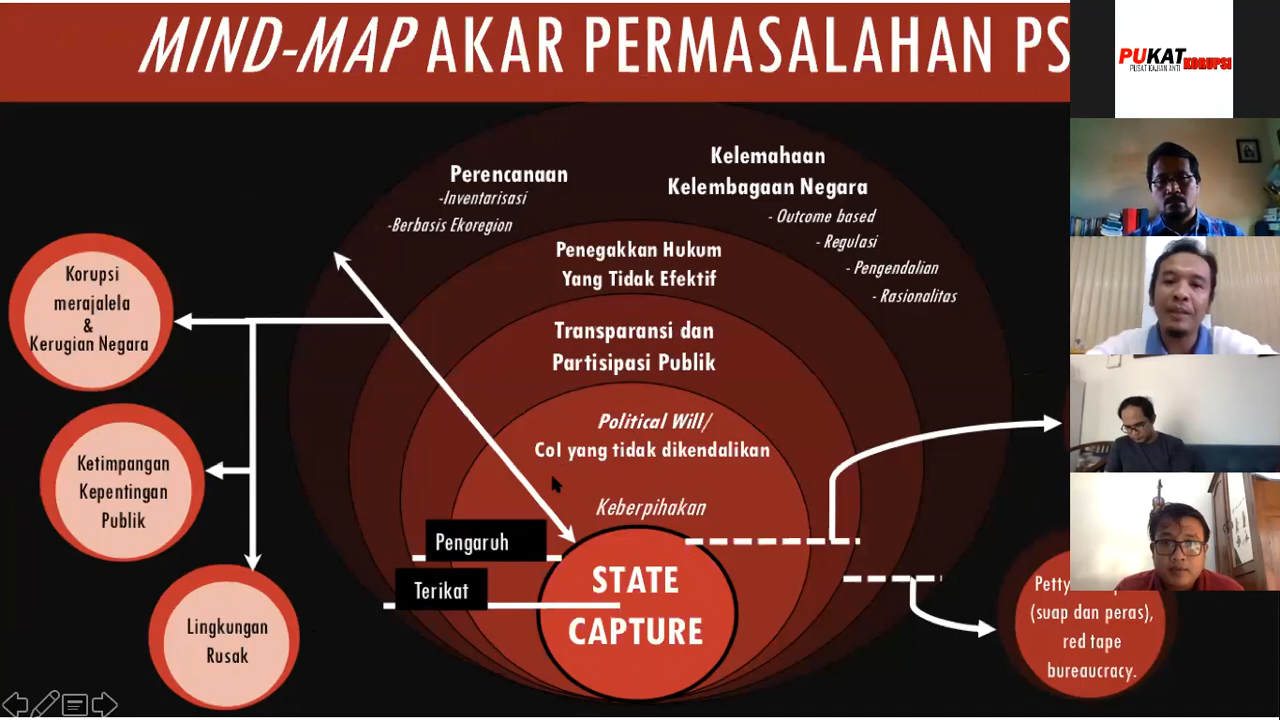 MIND-MAP AKAR PERMASALAHAN PS
PUKAT
PUSAT KAJIAN ANTI KORUPSI
Perencanaan
-Inventarisasi
-Berbasis Ekoregion
Kelemahaan
Kelembagaan Negara
- Outcome based
- Regulasi
- Pengendalian
- Rasionalitas
Penegakkan Hukum
Yang Tidak Efektif
Transparansi dan
Partisipasi Publik
Political Will/
CoI yang tidak dikendalikan
Keberpihakan
Pengaruh
Terikat
STATE
CAPTURE
Korupsi
merajalela
&
Kerugian Negara
Ketimpangan
Kepentingan
Publik
Lingkungan
Rusak
Petty
(suap dan peras),
red tape
bureaucracy.